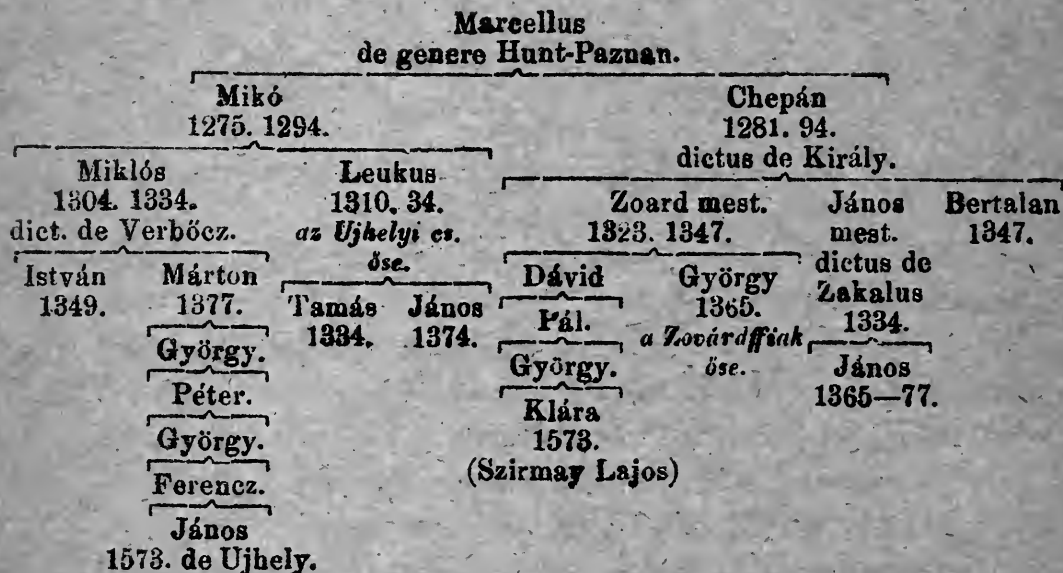 Marcellus
de genere Hunt-Paznan.
Mikó Chepán
1275. 1294. 1281. 94.
dictus de Király.
Miklós Leukus Zoard mest. János Bertalan
1304. 1334. 1310. 34. 1323. 1347. mest. 1347.
dict. de Verbőcz. az Ujhelyi cs. dictus de
őse. Zakalus
István Márton Dávid György 1334.
1349. 1377. Tamás János Pál. 1365.
1334. 1374. a Zovárdffiak
György. György. őse. János
Péter. Klára 1365—77.
György. 1573.
Ferencz. (Szirmay Lajos)
János
1573. de Ujhely.